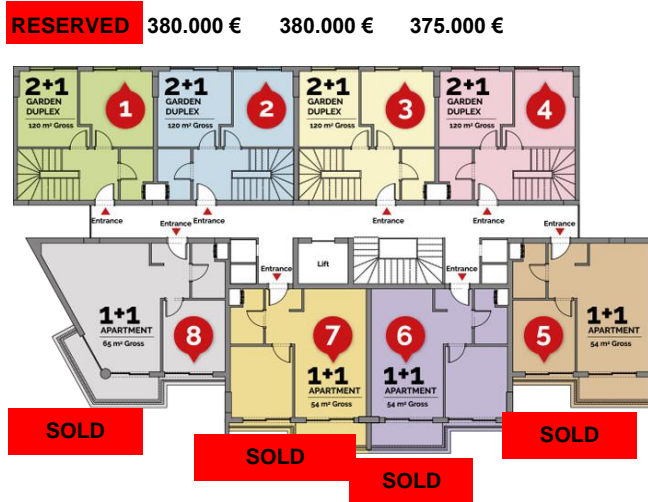 RESERVED 380.000 € 380.000 € 375.000 €
2+1 2+1 2+1 2+1
GARDEN GARDEN GARDEN GARDEN
DUPLEX DUPLEX DUPLEX DUPLEX
120 m² Gross 120 m² Gross 120 m² Gross 120 m² Gross
1 2 3 4
Entrance Entrance Entrance Entrance
Entrance Entrance
Entrance Lift Entrance
1+1
APARTMENT
65 m² Gross
8
7
1+1
APARTMENT
54 m² Gross
6
1+1
APARTMENT
54 m² Gross
5
1+1
APARTMENT
54 m² Gross
SOLD
SOLD
SOLD
SOLD